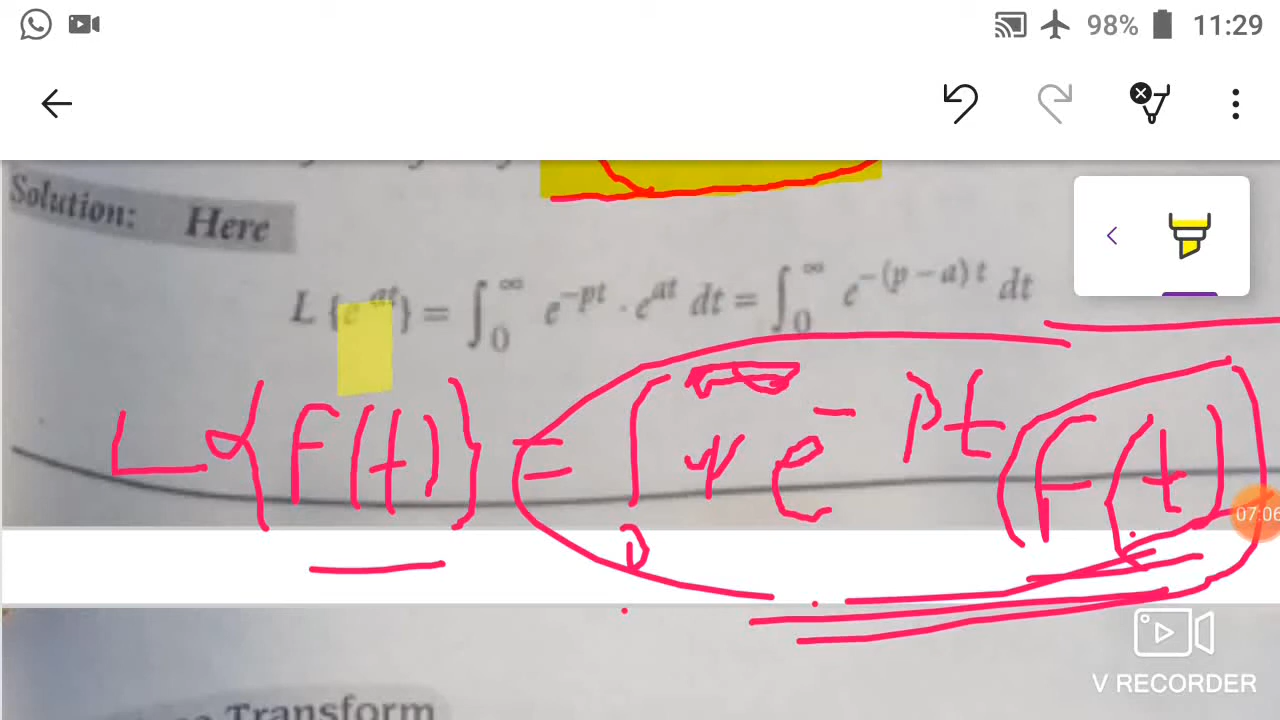 98% 11:29
Solution: Here
L {e^at} = ∫_0^∞ e^-pt . e^at dt = ∫_0^∞ e^-(p - a) t dt
L {F(t)} = ∫_0 e^- pt F(t)
07:06
V RECORDER
Transform